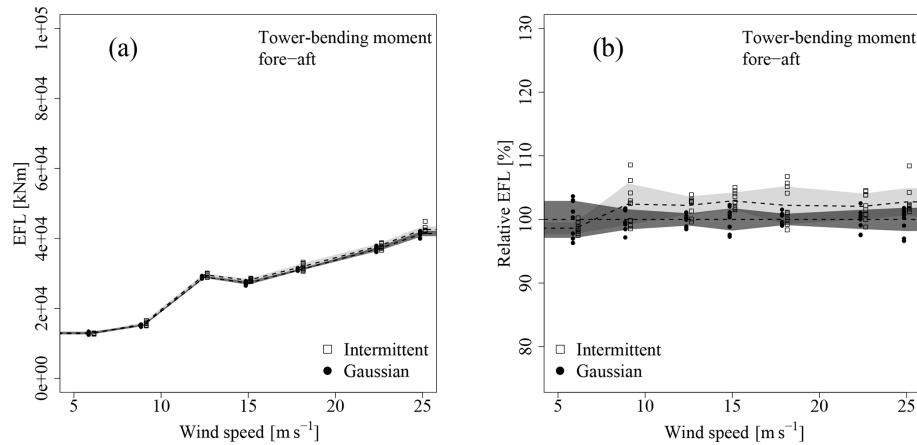 (a)
Tower-bending moment
fore−aft
EFL [kNm]
1e+05
8e+04
6e+04
4e+04
2e+04
0e+00
Intermittent
Gaussian
5 10 15 20 25
Wind speed [m s⁻¹]
(b)
Tower-bending moment
fore−aft
Relative EFL [%]
130
120
110
100
90
80
Intermittent
Gaussian
5 10 15 20 25
Wind speed [m s⁻¹]